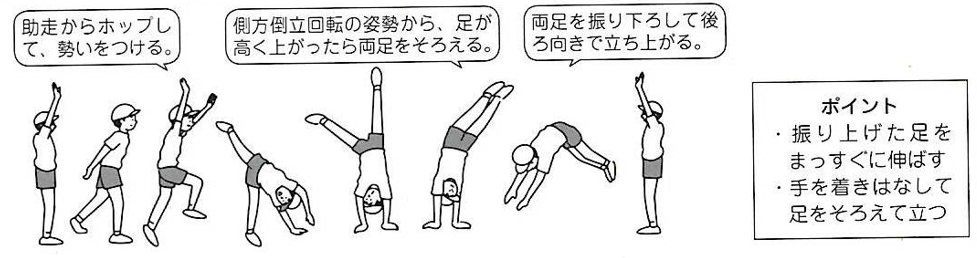 助走からホップし
て、勢いをつける。
側方倒立回転の姿勢から、足が
高く上がったら両足をそろえる。
両足を振り下ろして後
ろ向きで立ち上がる。
ポイント
・振り上げた足を
まっすぐに伸ばす
・手を着きはなして
足をそろえて立つ